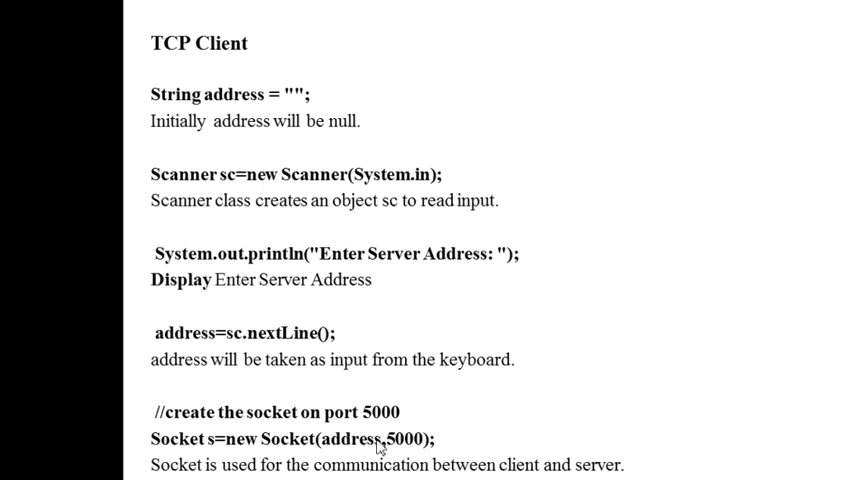 TCP Client
String address = "";
Initially address will be null.
Scanner sc=new Scanner(System.in);
Scanner class creates an object sc to read input.
System.out.println("Enter Server Address: ");
Display Enter Server Address
address=sc.nextLine();
address will be taken as input from the keyboard.
//create the socket on port 5000
Socket s=new Socket(address,5000);
Socket is used for the communication between client and server.